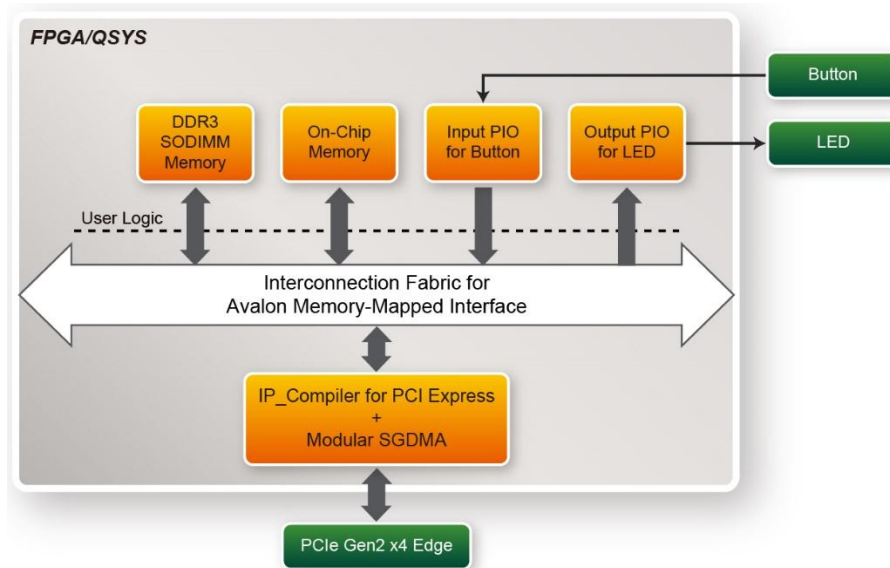 FPGA/QSYS
Button
DDR3
SODIMM
Memory
On-Chip
Memory
Input PIO
for Button
Output PIO
for LED
LED
User Logic
Interconnection Fabric for
Avalon Memory-Mapped Interface
IP_Compiler for PCI Express
+
Modular SGDMA
PCIe Gen2 x4 Edge